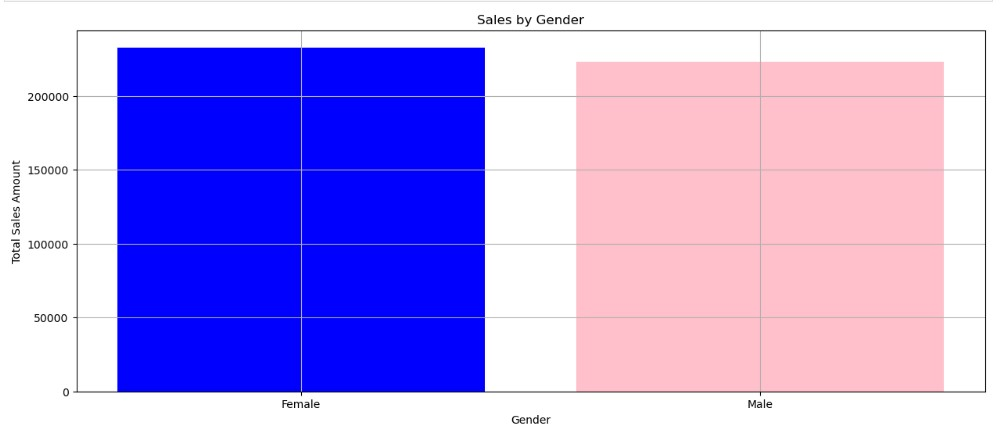 Sales by Gender
Total Sales Amount
200000
150000
100000
50000
0
Female Male
Gender